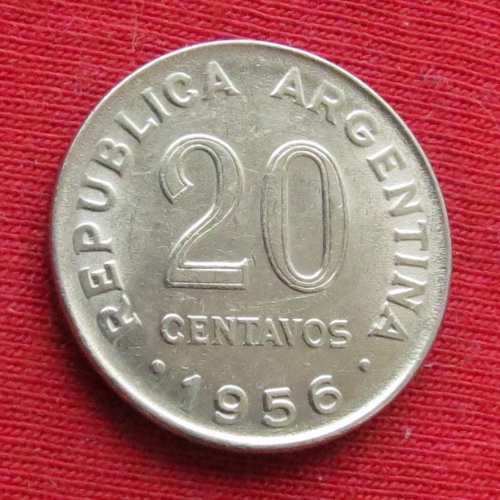 REPUBLICA ARGENTINA
20
CENTAVOS
• 1956 •